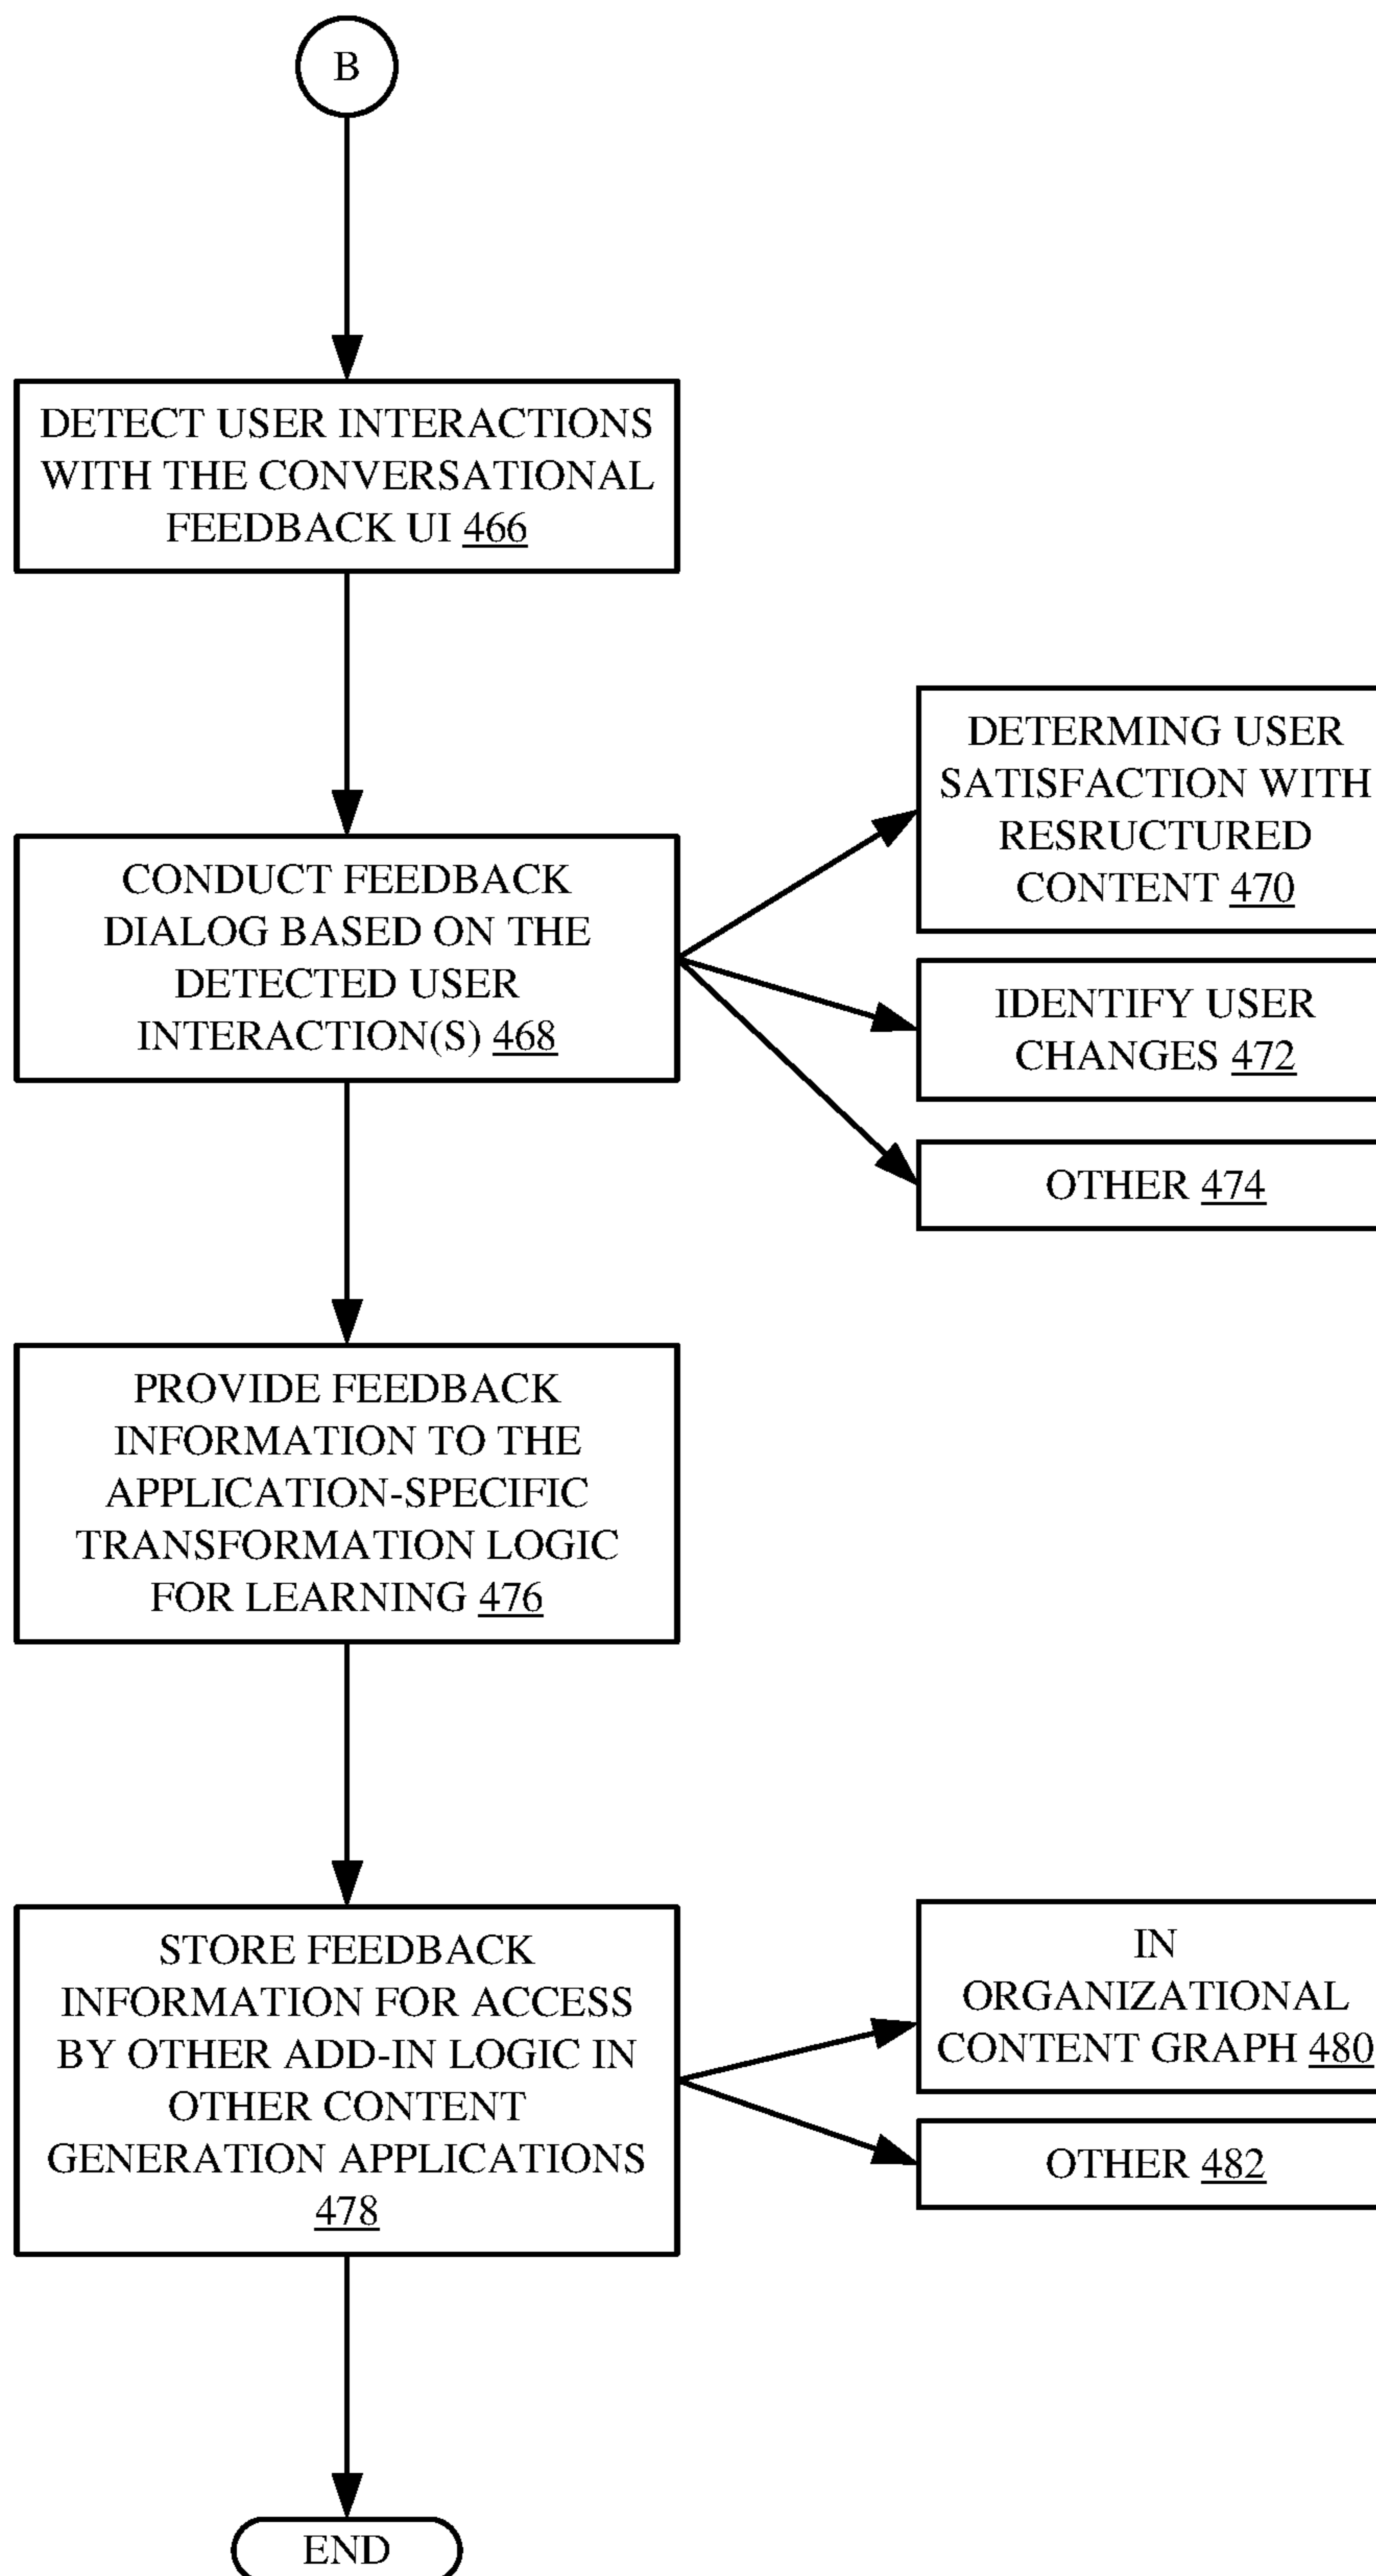 B
DETECT USER INTERACTIONS
WITH THE CONVERSATIONAL
FEEDBACK UI 466
CONDUCT FEEDBACK
DIALOG BASED ON THE
DETECTED USER
INTERACTION(S) 468
DETERMING USER
SATISFACTION WITH
RESRUCTURED
CONTENT 470
IDENTIFY USER
CHANGES 472
OTHER 474
PROVIDE FEEDBACK
INFORMATION TO THE
APPLICATION-SPECIFIC
TRANSFORMATION LOGIC
FOR LEARNING 476
STORE FEEDBACK
INFORMATION FOR ACCESS
BY OTHER ADD-IN LOGIC IN
OTHER CONTENT
GENERATION APPLICATIONS
478
IN
ORGANIZATIONAL
CONTENT GRAPH 480
OTHER 482
END